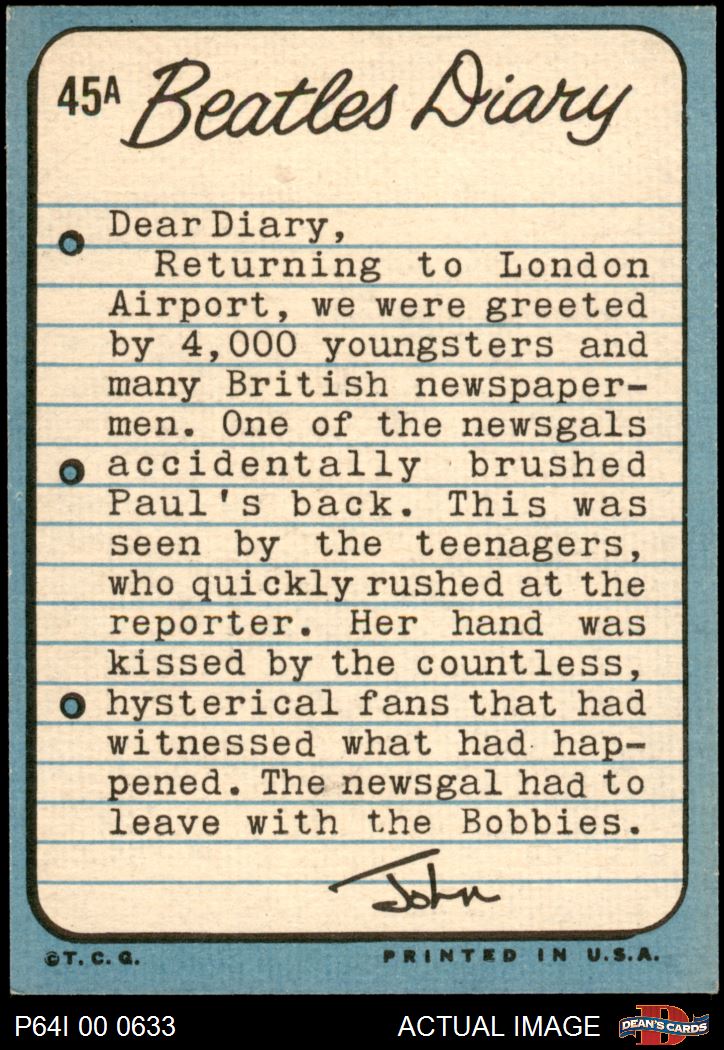 45A Beatles Diary
Dear Diary,
Returning to London
Airport, we were greeted
by 4,000 youngsters and
many British newspaper-
men. One of the newsgals
accidentally brushed
Paul's back. This was
seen by the teenagers,
who quickly rushed at the
reporter. Her hand was
kissed by the countless,
hysterical fans that had
witnessed what had hap-
pened. The newsgal had to
leave with the Bobbies.
John
©T. C. G. PRINTED IN U.S.A.
P64I 00 0633 ACTUAL IMAGE D DEAN'S CARDS